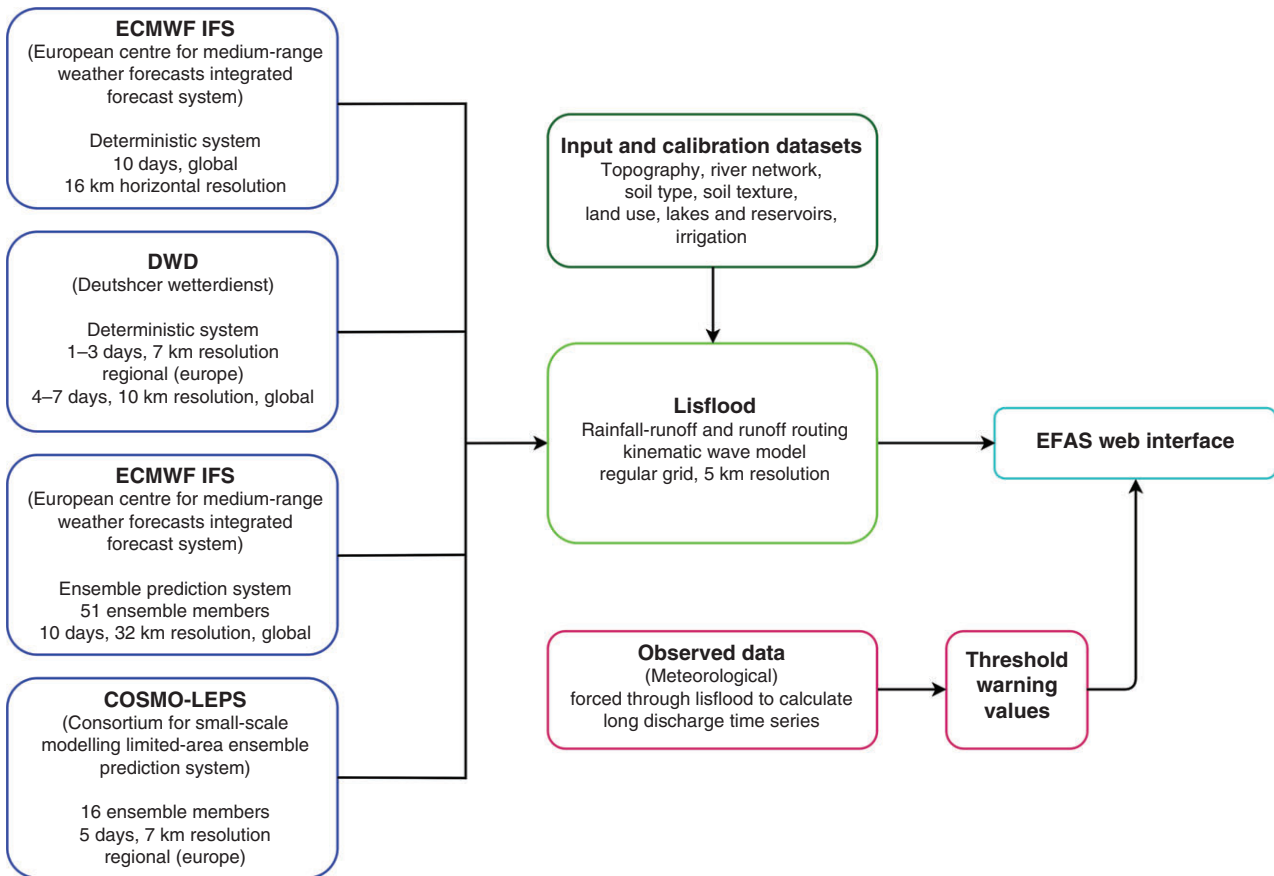 ECMWF IFS
(European centre for medium-range
weather forecasts integrated
forecast system)
Deterministic system
10 days, global
16 km horizontal resolution
DWD
(Deutshcer wetterdienst)
Deterministic system
1–3 days, 7 km resolution
regional (europe)
4–7 days, 10 km resolution, global
ECMWF IFS
(European centre for medium-range
weather forecasts integrated
forecast system)
Ensemble prediction system
51 ensemble members
10 days, 32 km resolution, global
COSMO-LEPS
(Consortium for small-scale
modelling limited-area ensemble
prediction system)
16 ensemble members
5 days, 7 km resolution
regional (europe)
Input and calibration datasets
Topography, river network,
soil type, soil texture,
land use, lakes and reservoirs,
irrigation
Lisflood
Rainfall-runoff and runoff routing
kinematic wave model
regular grid, 5 km resolution
Observed data
(Meteorological)
forced through lisflood to calculate
long discharge time series
Threshold
warning
values
EFAS web interface